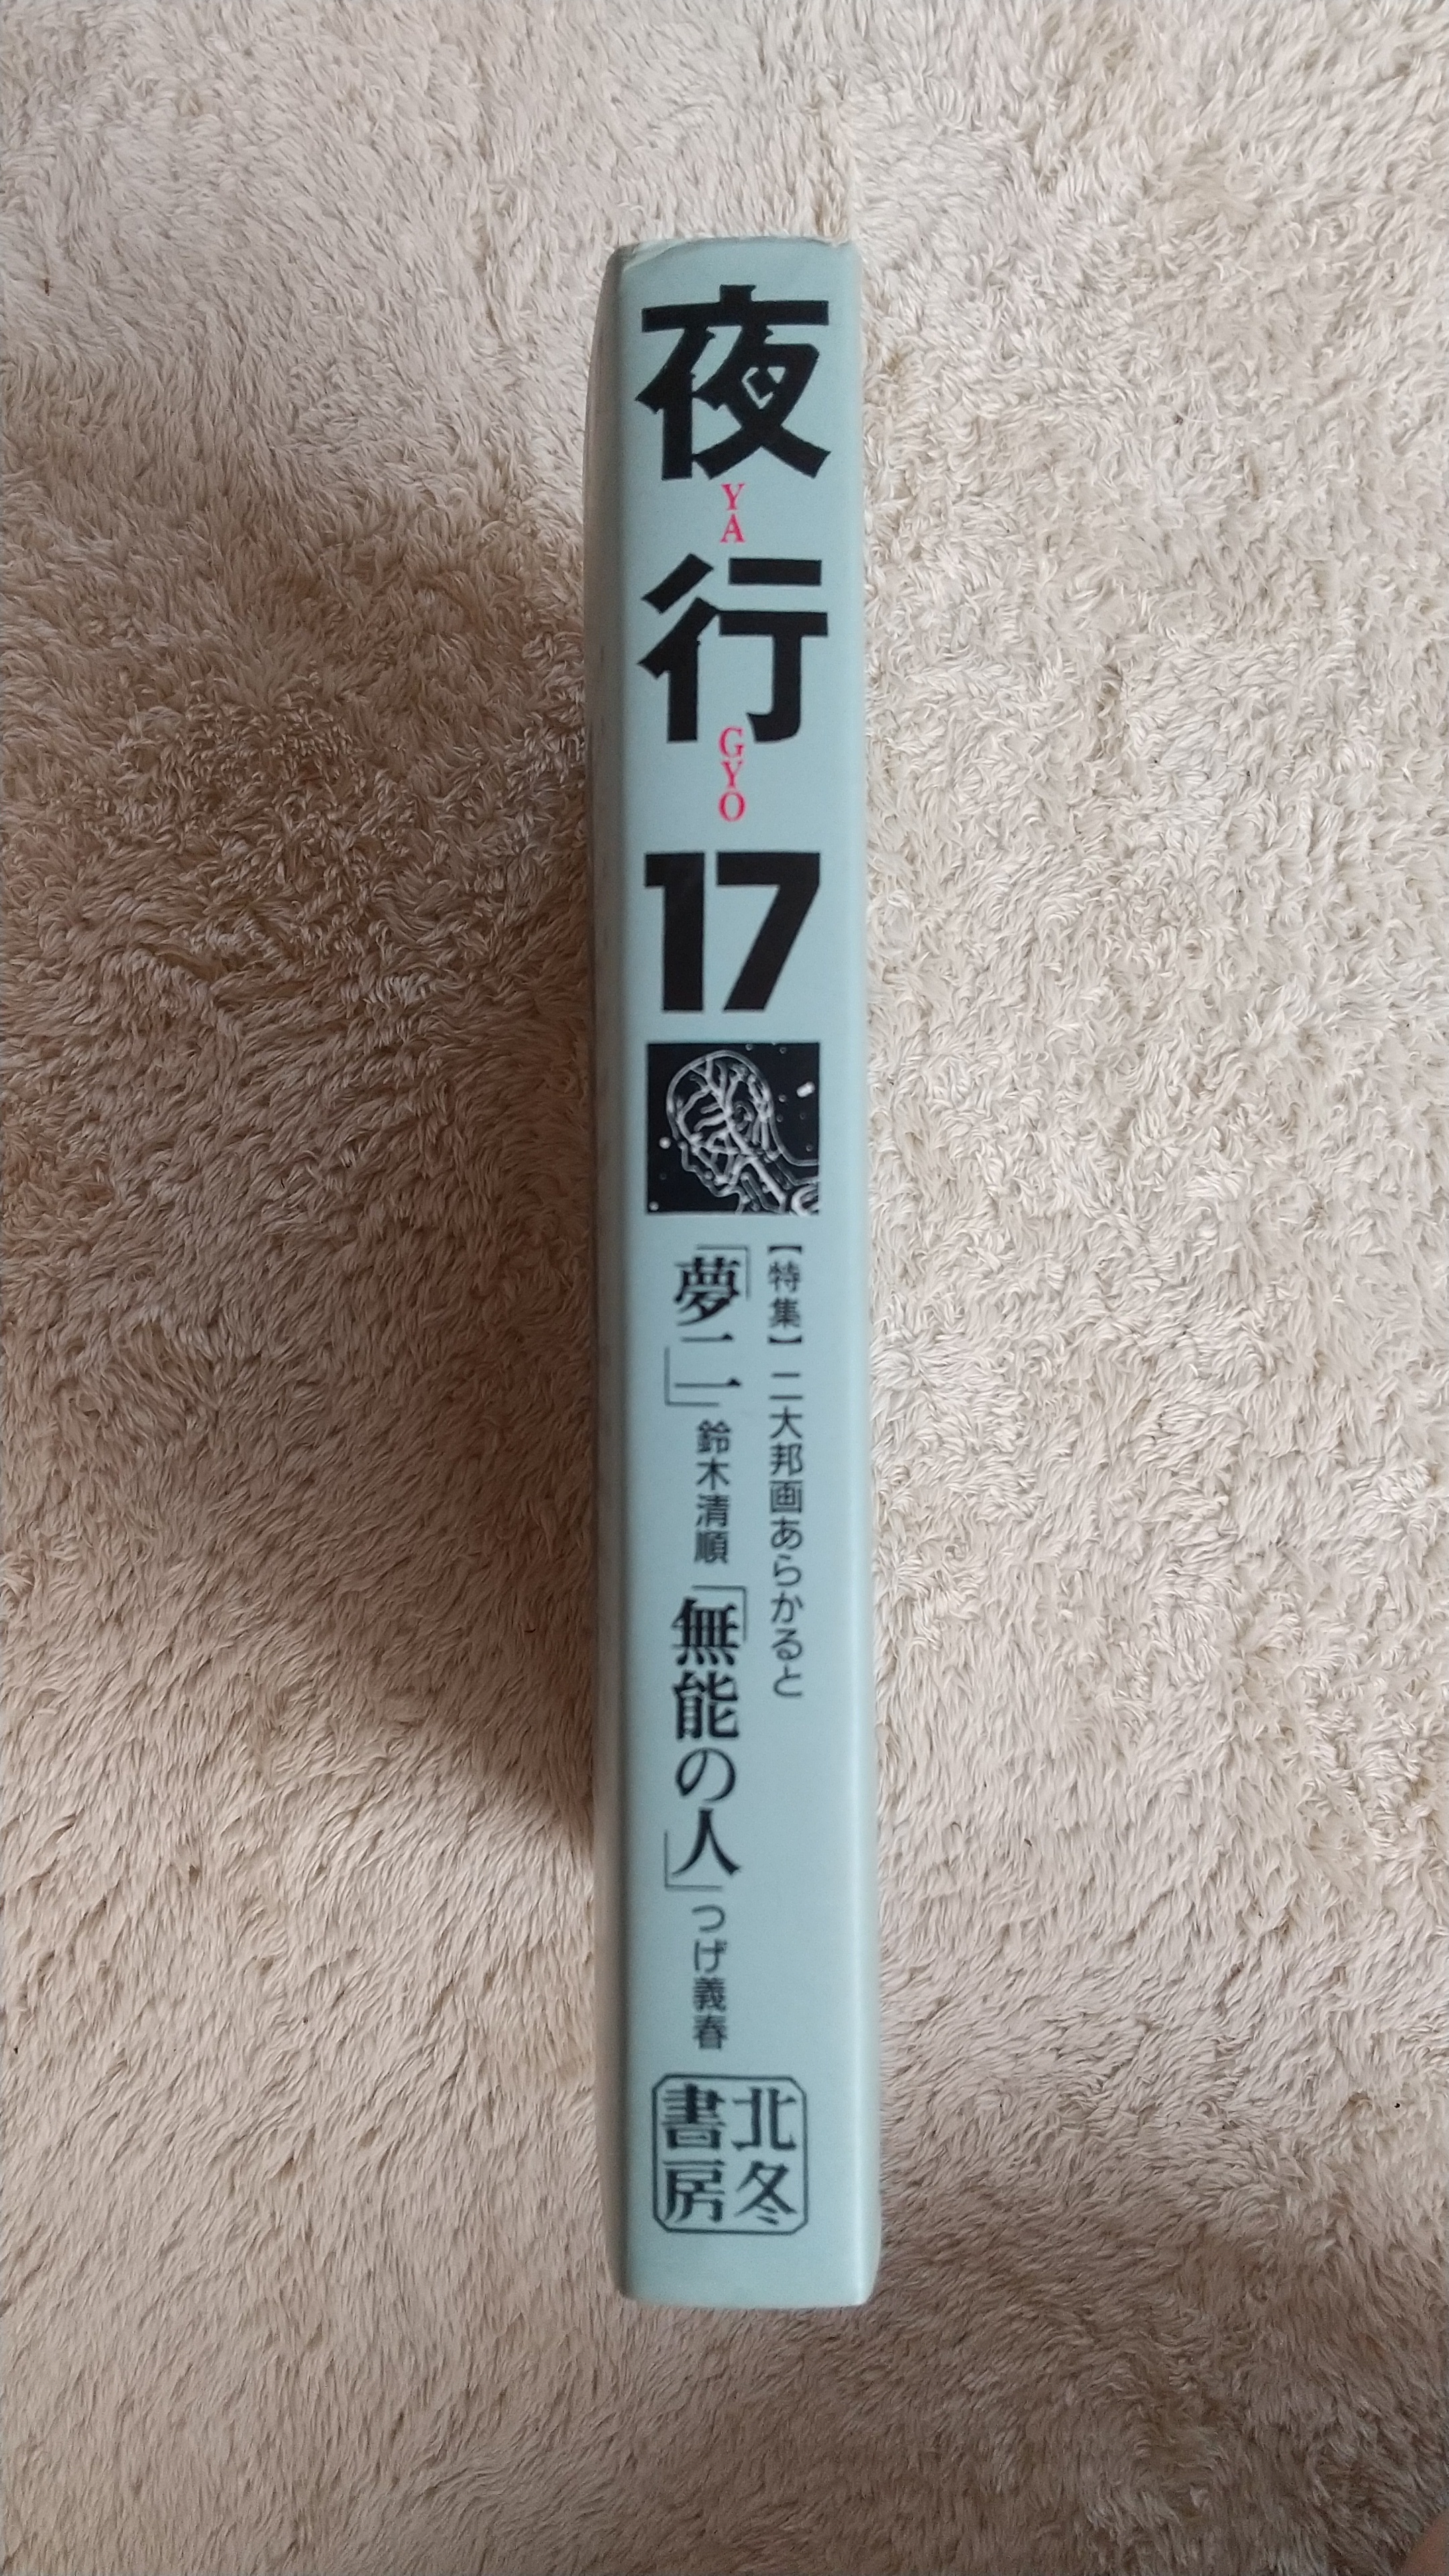 夜
YA
行
GYO
17
【特集】二大邦画あらかると
「夢二」鈴木清順「無能の人」つげ義春
北冬
書房